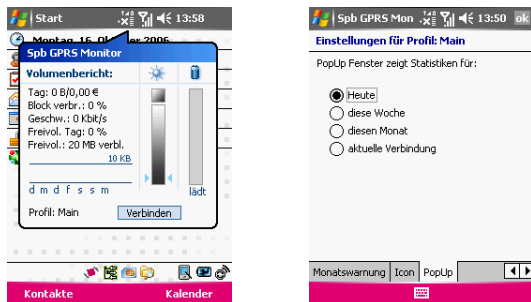 Start 13:58
Montag, 16. Oktober 2006
Spb GPRS Monitor
Volumenbericht:
Tag: 0 B/0,00 €
Block verbr.: 0 %
Geschw.: 0 Kbit/s
Freivol. Tag: 0 %
Freivol.: 20 MB verbl.
10 KB
d m d f s s m
lädt
Profil: Main Verbinden
Kontakte Kalender
Spb GPRS Mon 13:50 ok
Einstellungen für Profil: Main
PopUp Fenster zeigt Statistiken für:
Heute
diese Woche
diesen Monat
aktuelle Verbindung
Monatswarnung Icon PopUp